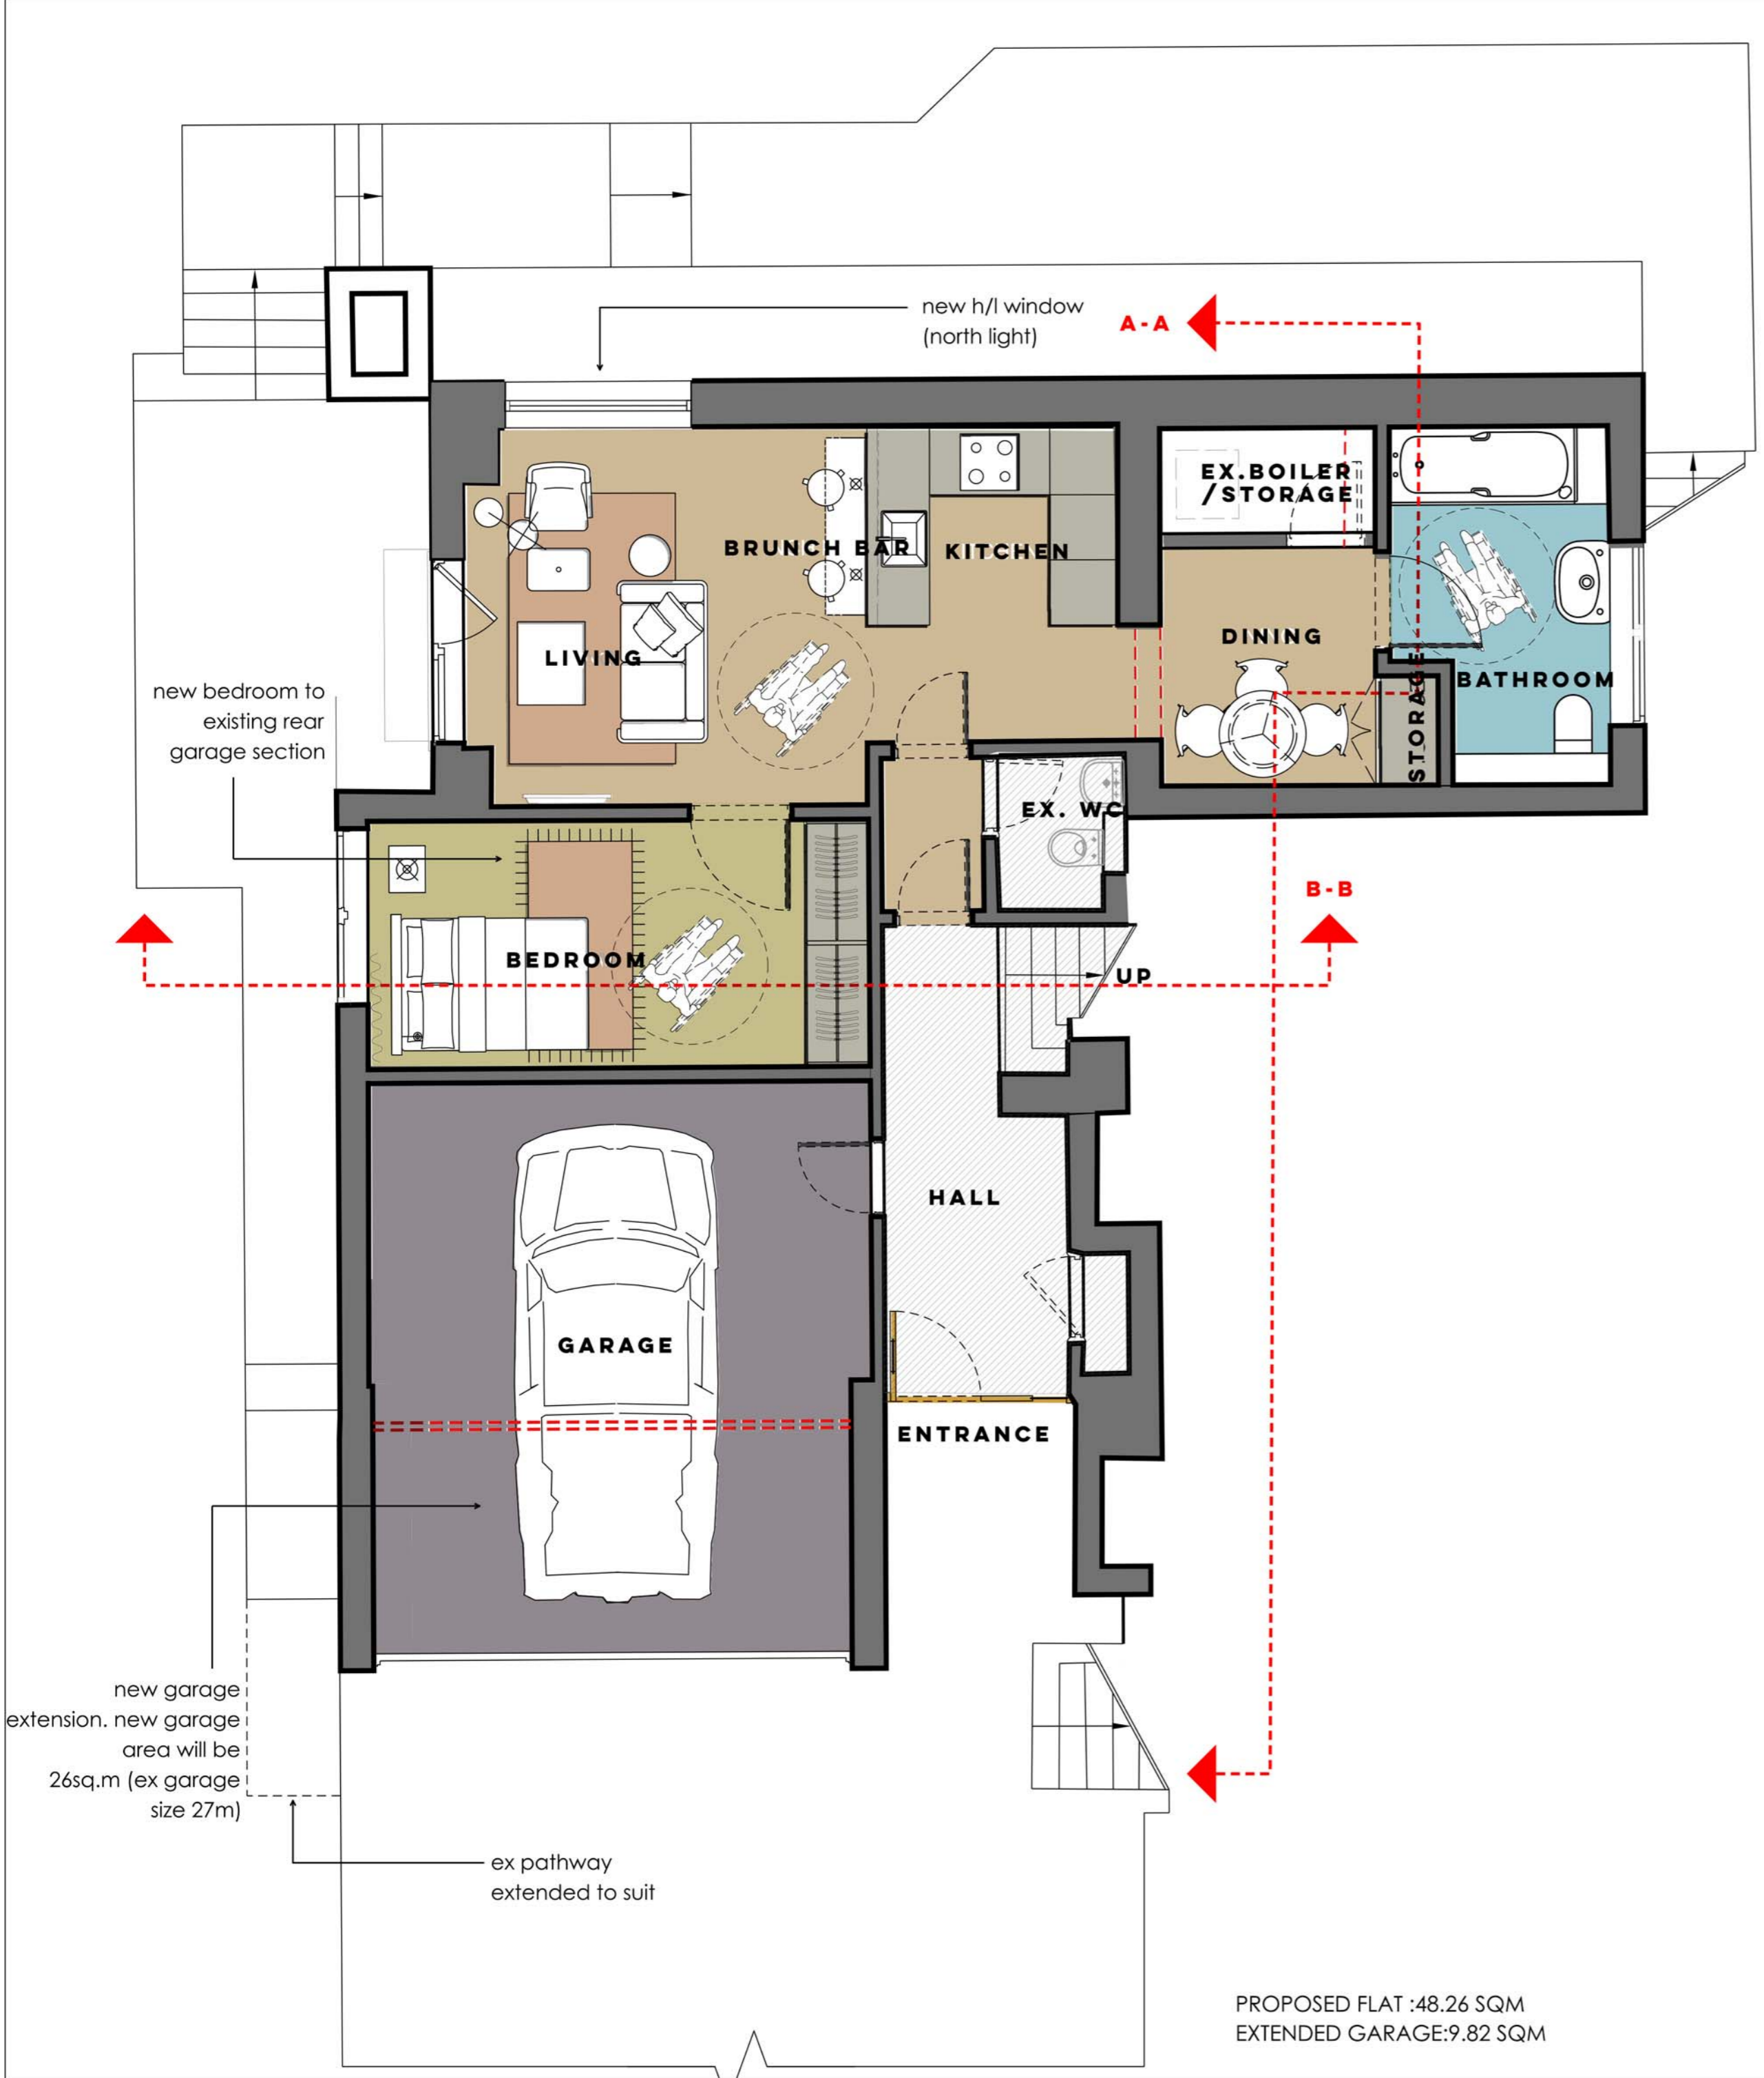 new h/l window
(north light)
A-A
EX.BOILER
/STORAGE
BRUNCH BAR
KITCHEN
DINING
LIVING
STORAGE
BATHROOM
new bedroom to
existing rear
garage section
EX. WC
B-B
BEDROOM
UP
HALL
GARAGE
ENTRANCE
new garage
extension. new garage
area will be
26sq.m (ex garage
size 27m)
ex pathway
extended to suit
PROPOSED FLAT :48.26 SQM
EXTENDED GARAGE:9.82 SQM